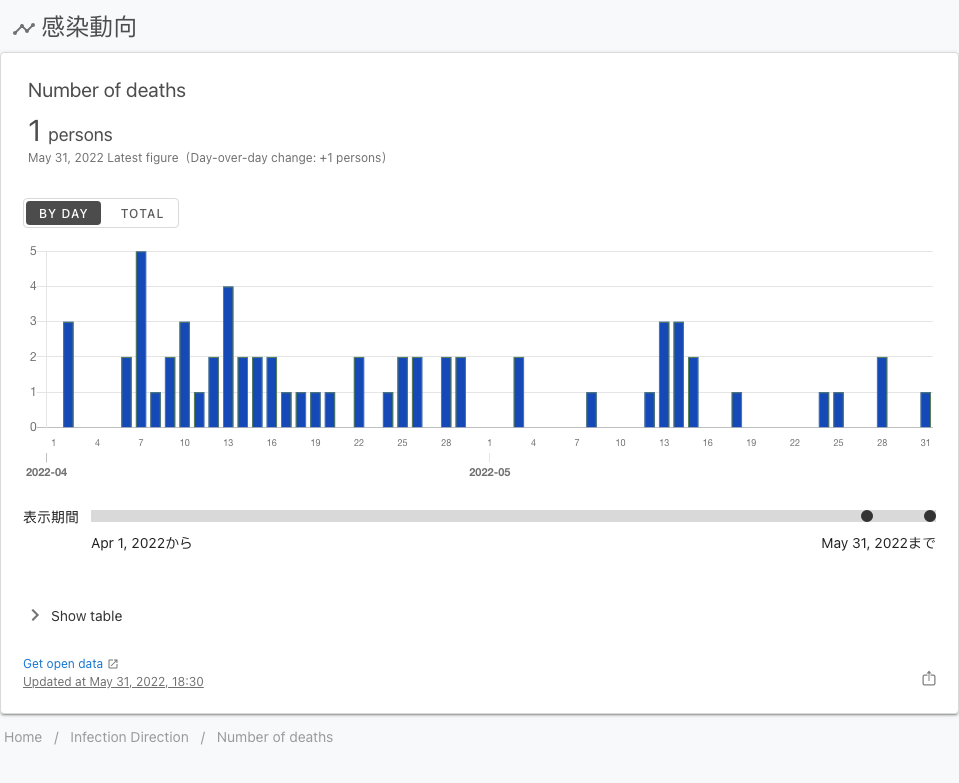 感染動向
Number of deaths
1 persons
May 31, 2022 Latest figure (Day-over-day change: +1 persons)
BY DAY TOTAL
5
4
3
2
1
0
1 4 7 10 13 16 19 22 25 28 1 4 7 10 13 16 19 22 25 28 31
2022-04 2022-05
表示期間
Apr 1, 2022から May 31, 2022まで
Show table
Get open data
Updated at May 31, 2022, 18:30
Home / Infection Direction / Number of deaths